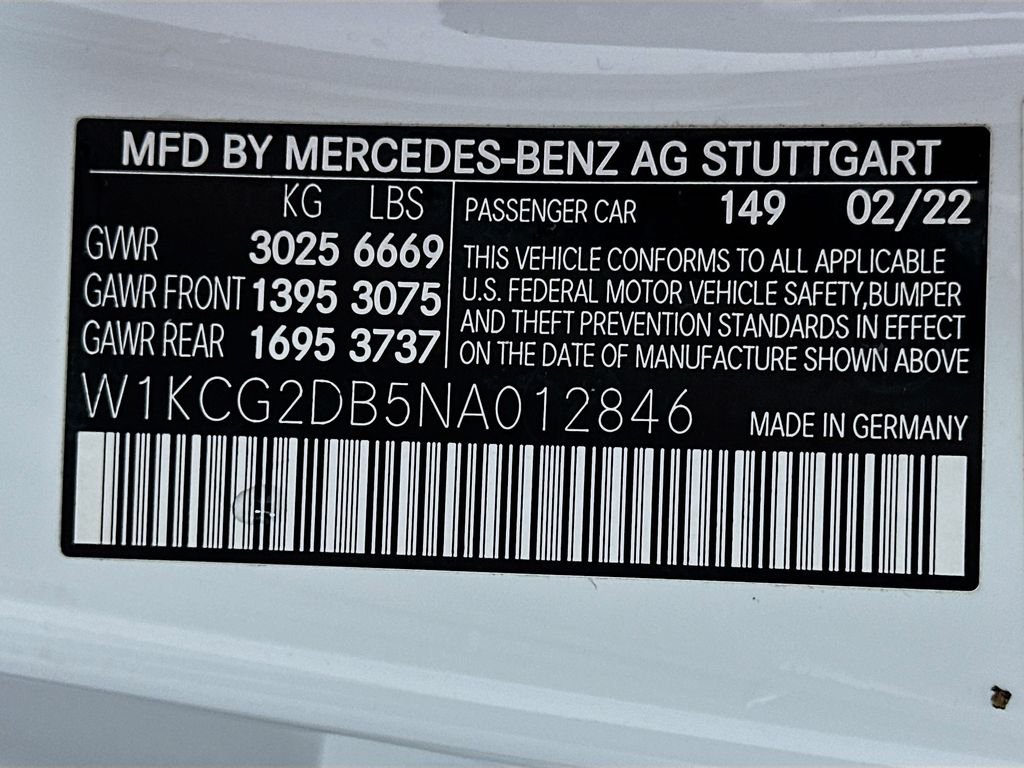 MFD BY MERCEDES-BENZ AG STUTTGART
KG LBS
GVWR 3025 6669
GAWR FRONT 1395 3075
GAWR REAR 1695 3737
PASSENGER CAR 149 02/22
THIS VEHICLE CONFORMS TO ALL APPLICABLE
U.S. FEDERAL MOTOR VEHICLE SAFETY,BUMPER
AND THEFT PREVENTION STANDARDS IN EFFECT
ON THE DATE OF MANUFACTURE SHOWN ABOVE
W1KCG2DB5NA012846
MADE IN GERMANY